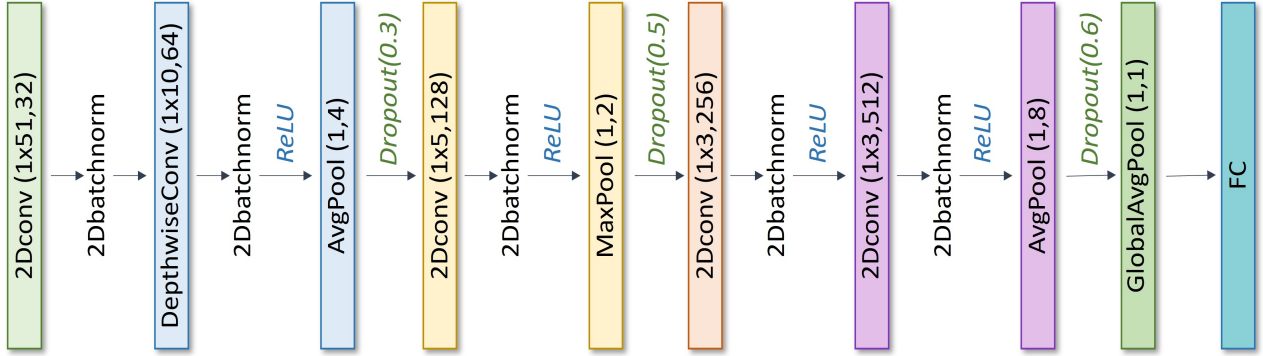 2Dconv (1x51,32)
2Dbatchnorm
DepthwiseConv (1x10,64)
2Dbatchnorm
ReLU
AvgPool (1,4)
Dropout(0.3)
2Dconv (1x5,128)
2Dbatchnorm
ReLU
MaxPool (1,2)
Dropout(0.5)
2Dconv (1x3,256)
2Dbatchnorm
ReLU
2Dconv (1x3,512)
2Dbatchnorm
ReLU
AvgPool (1,8)
Dropout(0.6)
GlobalAvgPool (1,1)
FC